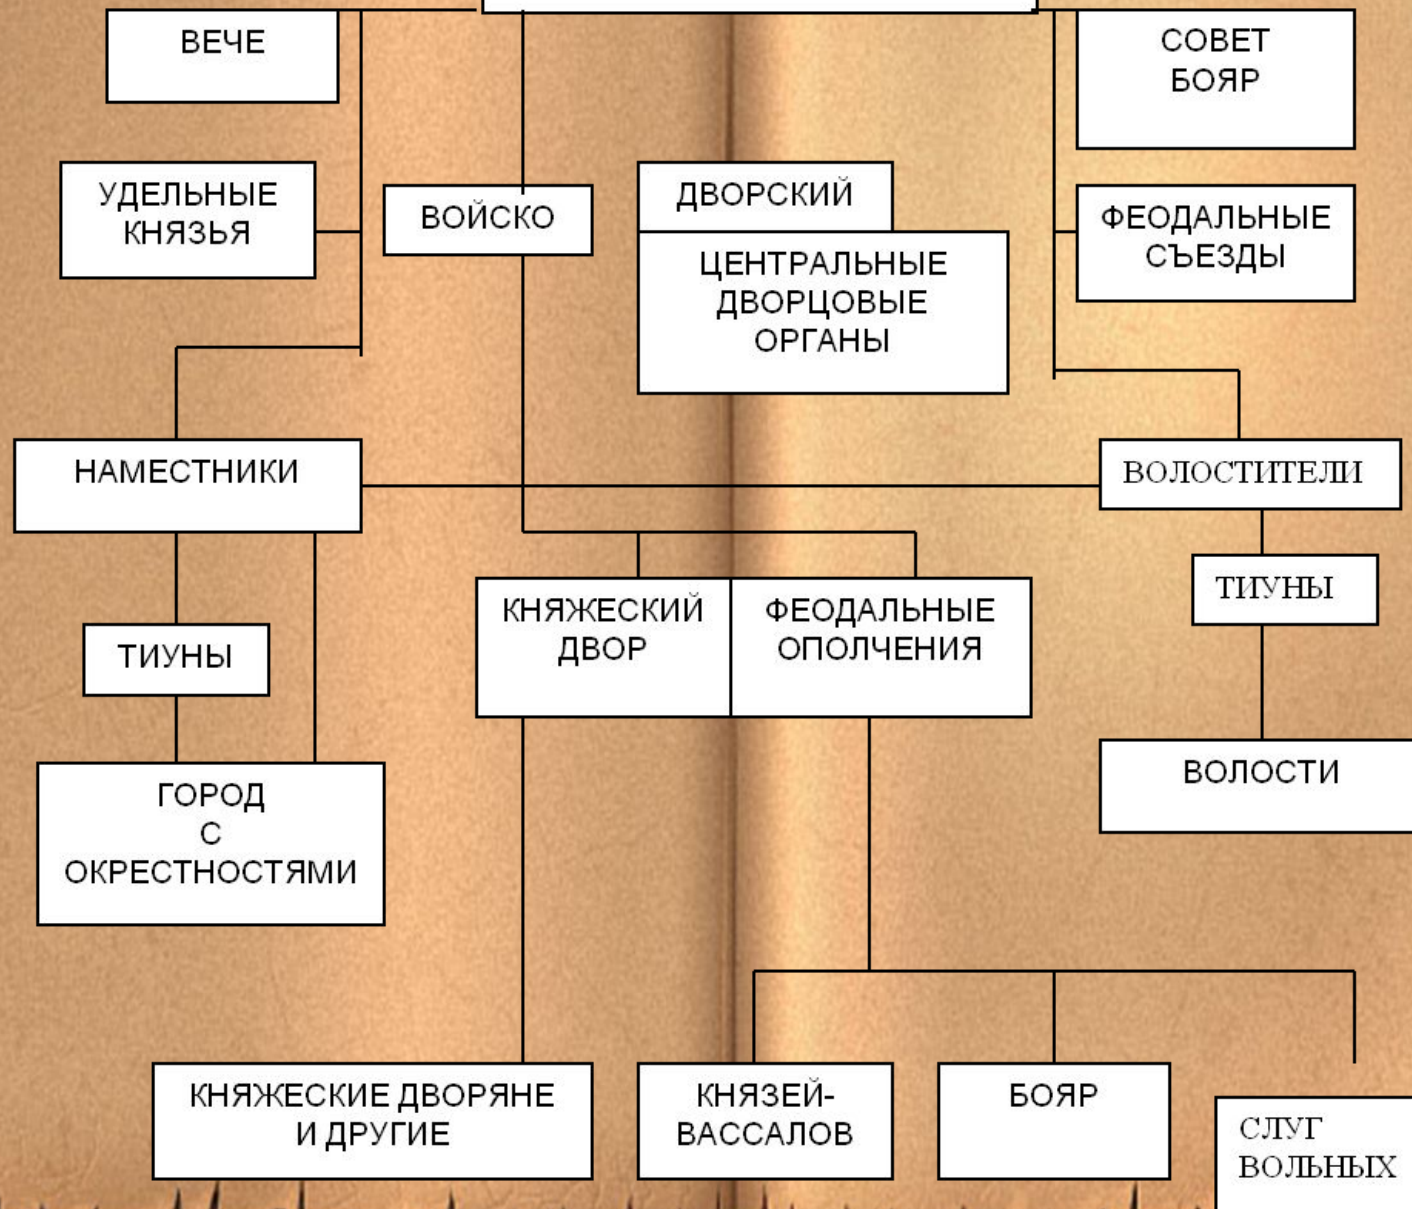 ВЕЧЕ
СОВЕТ
БОЯР
УДЕЛЬНЫЕ
КНЯЗЬЯ
ВОЙСКО
ДВОРСКИЙ
ЦЕНТРАЛЬНЫЕ
ДВОРЦОВЫЕ
ОРГАНЫ
ФЕОДАЛЬНЫЕ
СЪЕЗДЫ
НАМЕСТНИКИ
ВОЛОСТИТЕЛИ
ТИУНЫ
КНЯЖЕСКИЙ
ДВОР
ФЕОДАЛЬНЫЕ
ОПОЛЧЕНИЯ
ТИУНЫ
ГОРОД
С
ОКРЕСТНОСТЯМИ
ВОЛОСТИ
КНЯЖЕСКИЕ ДВОРЯНЕ
И ДРУГИЕ
КНЯЗЕЙ-
ВАССАЛОВ
БОЯР
СЛУГ
ВОЛЬНЫХ